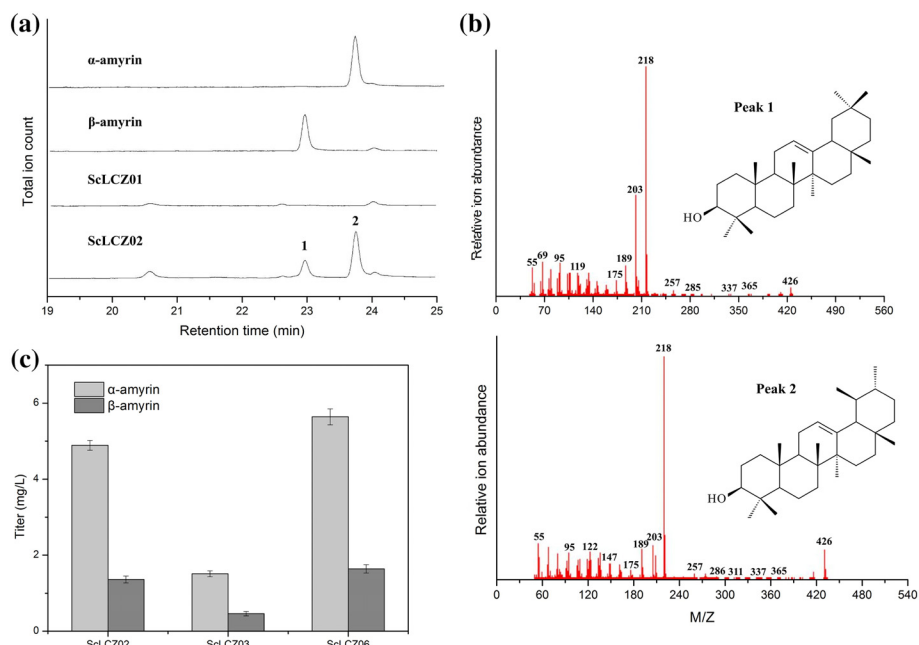 (a)
α-amyrin
β-amyrin
ScLCZ01
ScLCZ02
1
2
Total ion count
19
20
21
22
23
24
25
Retention time (min)
(b)
Peak 1
218
203
55
69
95
119
175
189
257
285
337
365
426
HO
Relative ion abundance
0
70
140
210
280
350
420
490
560
Peak 2
218
55
95
122
147
175
189
203
257
286
311
337
365
426
HO
Relative ion abundance
0
60
120
180
240
300
360
420
480
540
M/Z
(c)
α-amyrin
β-amyrin
Titer (mg/L)
6
4
2
0
ScLCZ02
ScLCZ03
ScLCZ06